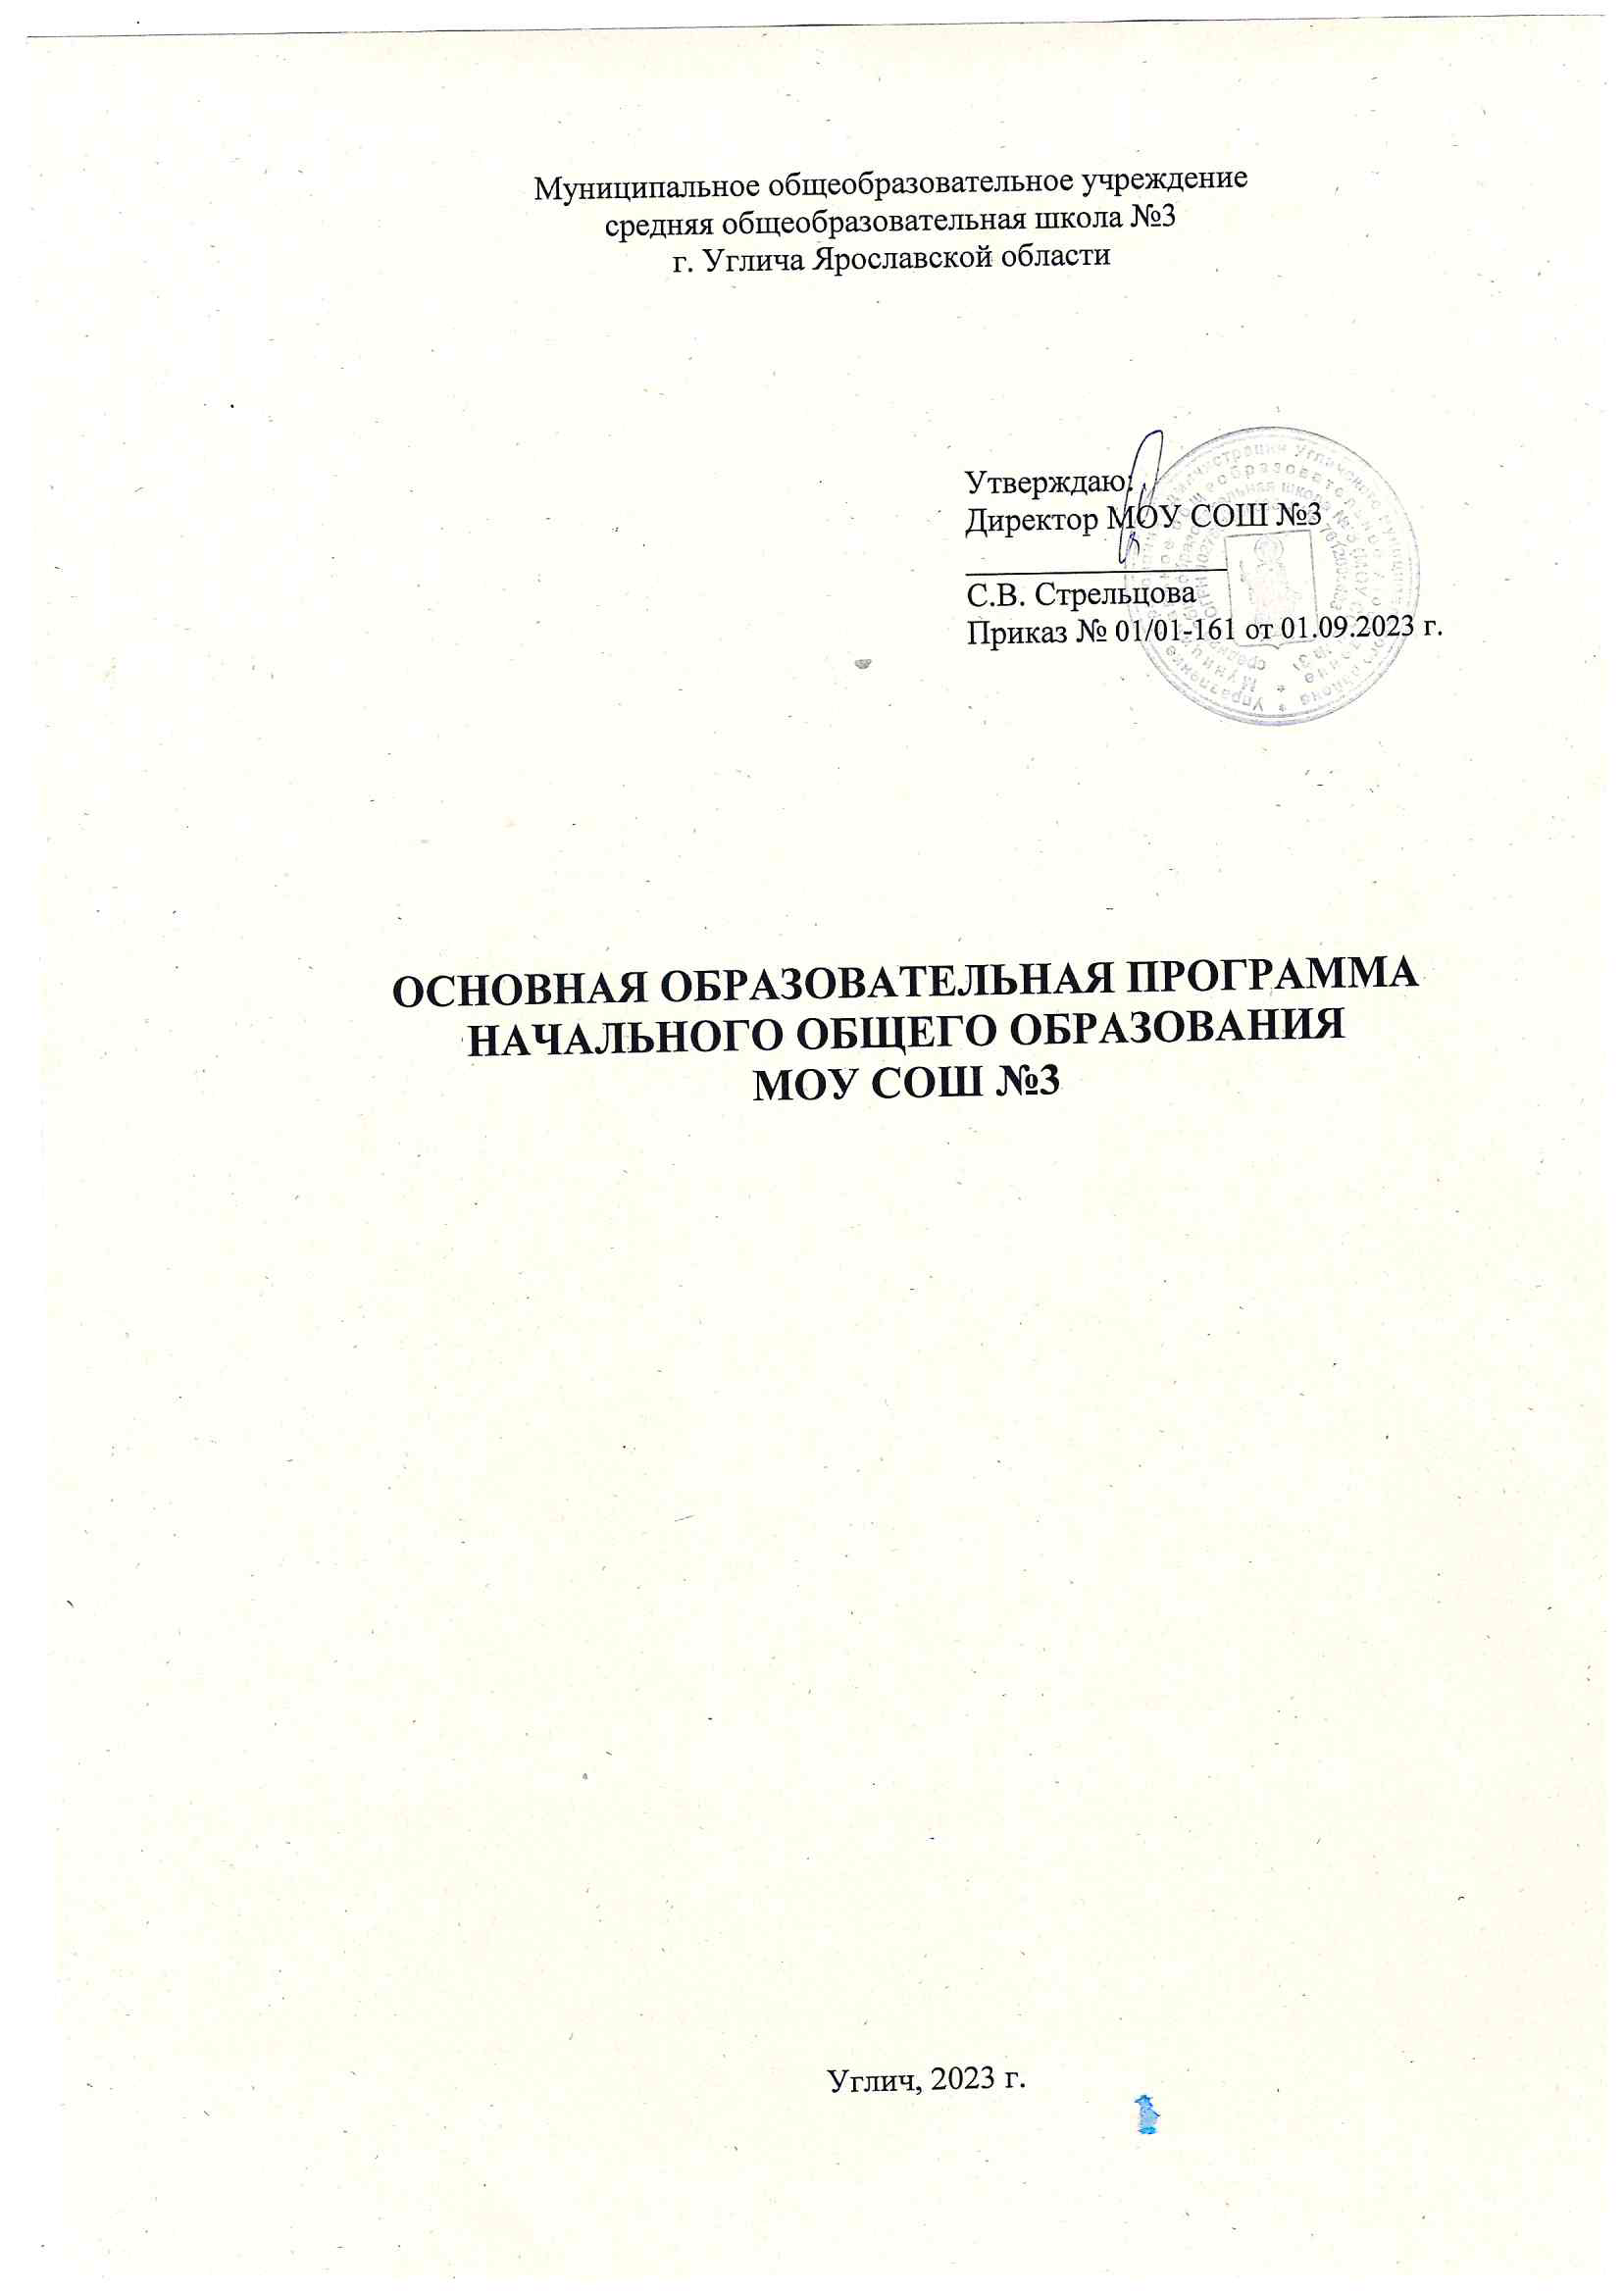 Муниципальное общеобразовательное учреждение
средняя общеобразовательная школа №3
г. Углича Ярославской области
Утверждаю:
Директор МОУ СОШ №3
С.В. Стрельцова
Приказ № 01/01-161 от 01.09.2023 г.
ОСНОВНАЯ ОБРАЗОВАТЕЛЬНАЯ ПРОГРАММА
НАЧАЛЬНОГО ОБЩЕГО ОБРАЗОВАНИЯ
МОУ СОШ №3
Углич, 2023 г.